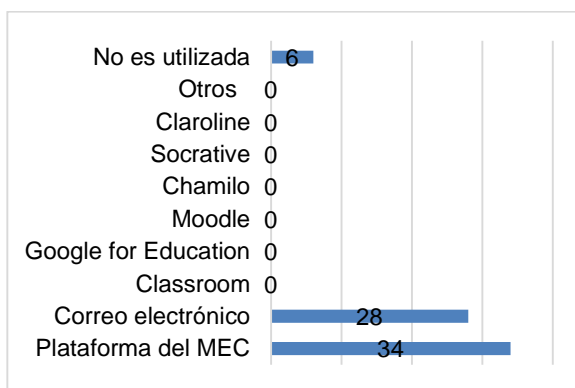 No es utilizada 6
Otros 0
Claroline 0
Socrative 0
Chamilo 0
Moodle 0
Google for Education 0
Classroom 0
Correo electrónico 28
Plataforma del MEC 34